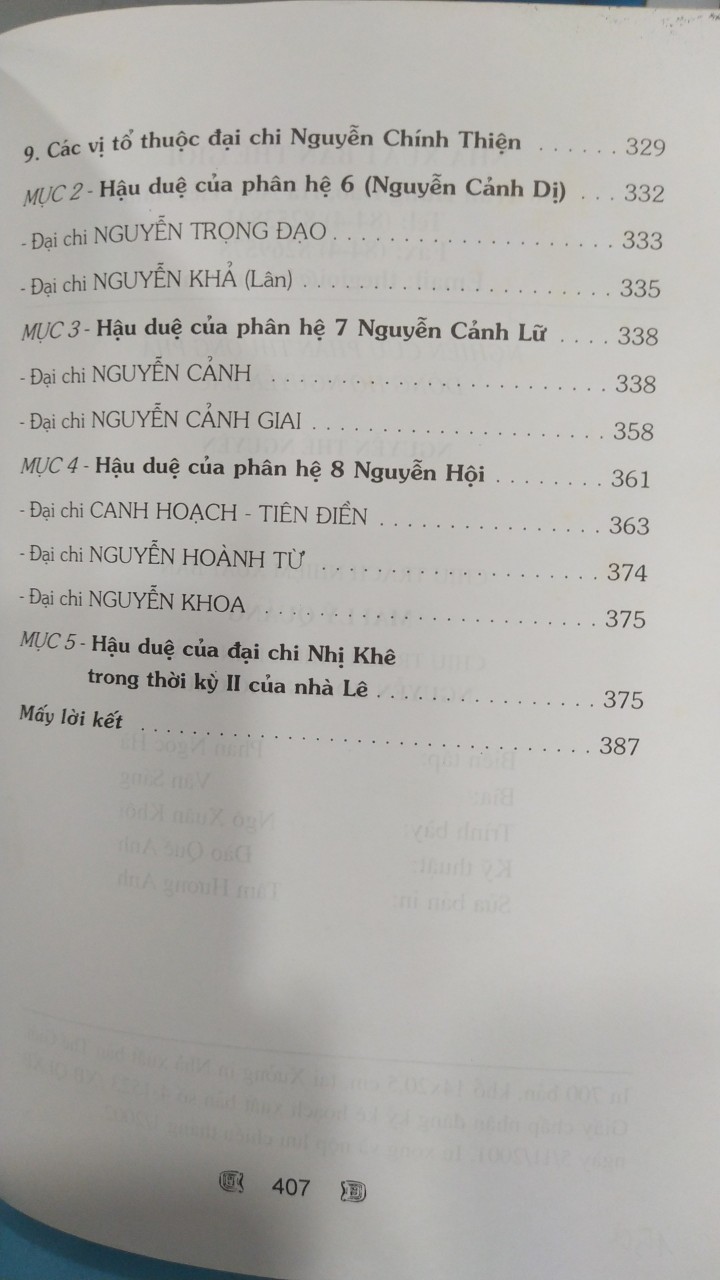 9. Các vị tổ thuộc đại chi Nguyễn Chính Thiện ...... 329
MỤC 2 - Hậu duệ của phân hệ 6 (Nguyễn Cảnh Dị) ... 332
- Đại chi NGUYỄN TRỌNG ĐẠO ..................... 333
- Đại chi NGUYỄN KHẢ (Lân) ....................... 335
MỤC 3 - Hậu duệ của phân hệ 7 Nguyễn Cảnh Lữ .... 338
- Đại chi NGUYỄN CẢNH ......................... 338
- Đại chi NGUYỄN CẢNH GIAI ..................... 358
MỤC 4 - Hậu duệ của phân hệ 8 Nguyễn Hội ........ 361
- Đại chi CANH HOẠCH - TIÊN ĐIỀN ................ 363
- Đại chi NGUYỄN HOÀNH TỪ .................... 374
- Đại chi NGUYỄN KHOA ........................ 375
MỤC 5 - Hậu duệ của đại chi Nhị Khê
trong thời kỳ II của nhà Lê ................ 375
Mấy lời kết ................................. 387
407